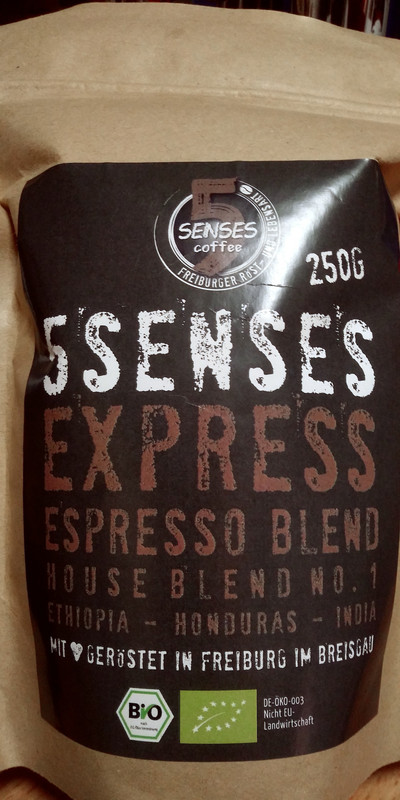 5
SENSES
coffee
FREIBURGER RÖST- UND LEBENSART
250G
5SENSES
EXPRESS
ESPRESSO BLEND
HOUSE BLEND NO. 1
ETHIOPIA - HONDURAS - INDIA
MIT ♥ GERÖSTET IN FREIBURG IM BREISGAU
Bio
DE-ÖKO-003
Nicht EU-
Landwirtschaft